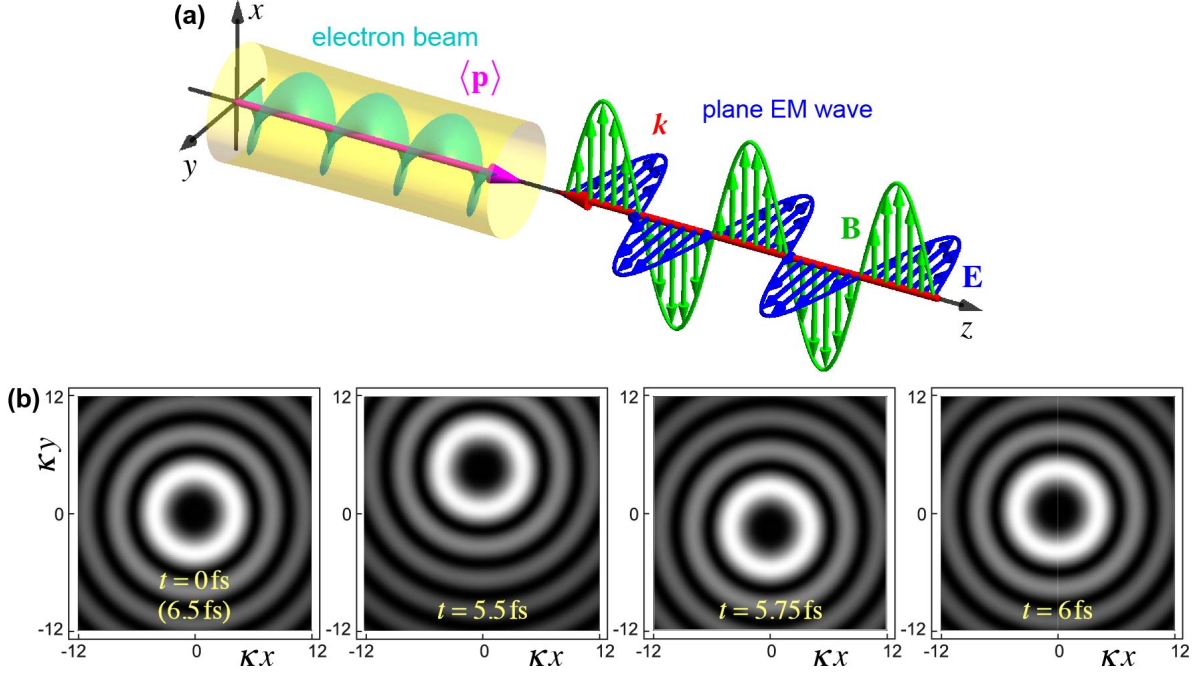 (a)
x
electron beam
⟨p⟩
plane EM wave
k
y
B
E
z
(b)
12
12
12
12
κy
0
0
0
0
t = 0 fs
(6.5 fs)
t = 5.5 fs
t = 5.75 fs
t = 6 fs
-12
-12
-12
-12
-12 0 12
-12 0 12
-12 0 12
-12 0 12
κx
κx
κx
κx